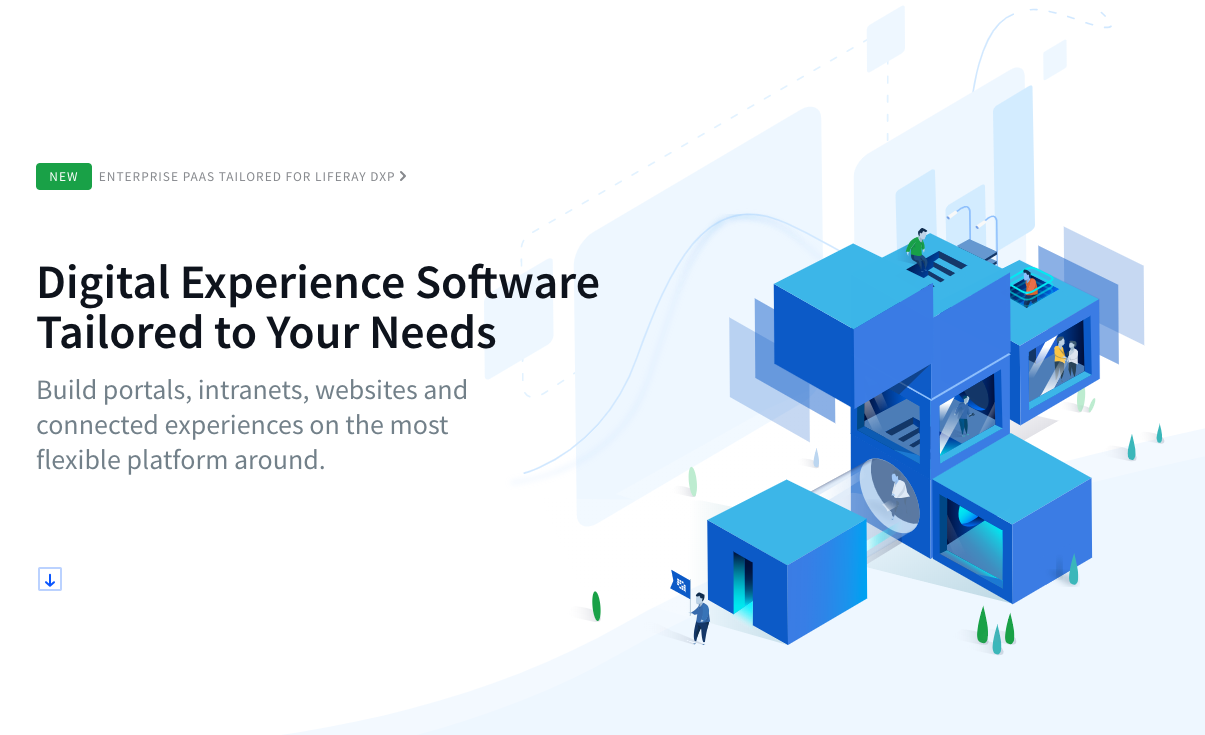 NEW ENTERPRISE PAAS TAILORED FOR LIFERAY DXP
Digital Experience Software
Tailored to Your Needs
Build portals, intranets, websites and
connected experiences on the most
flexible platform around.